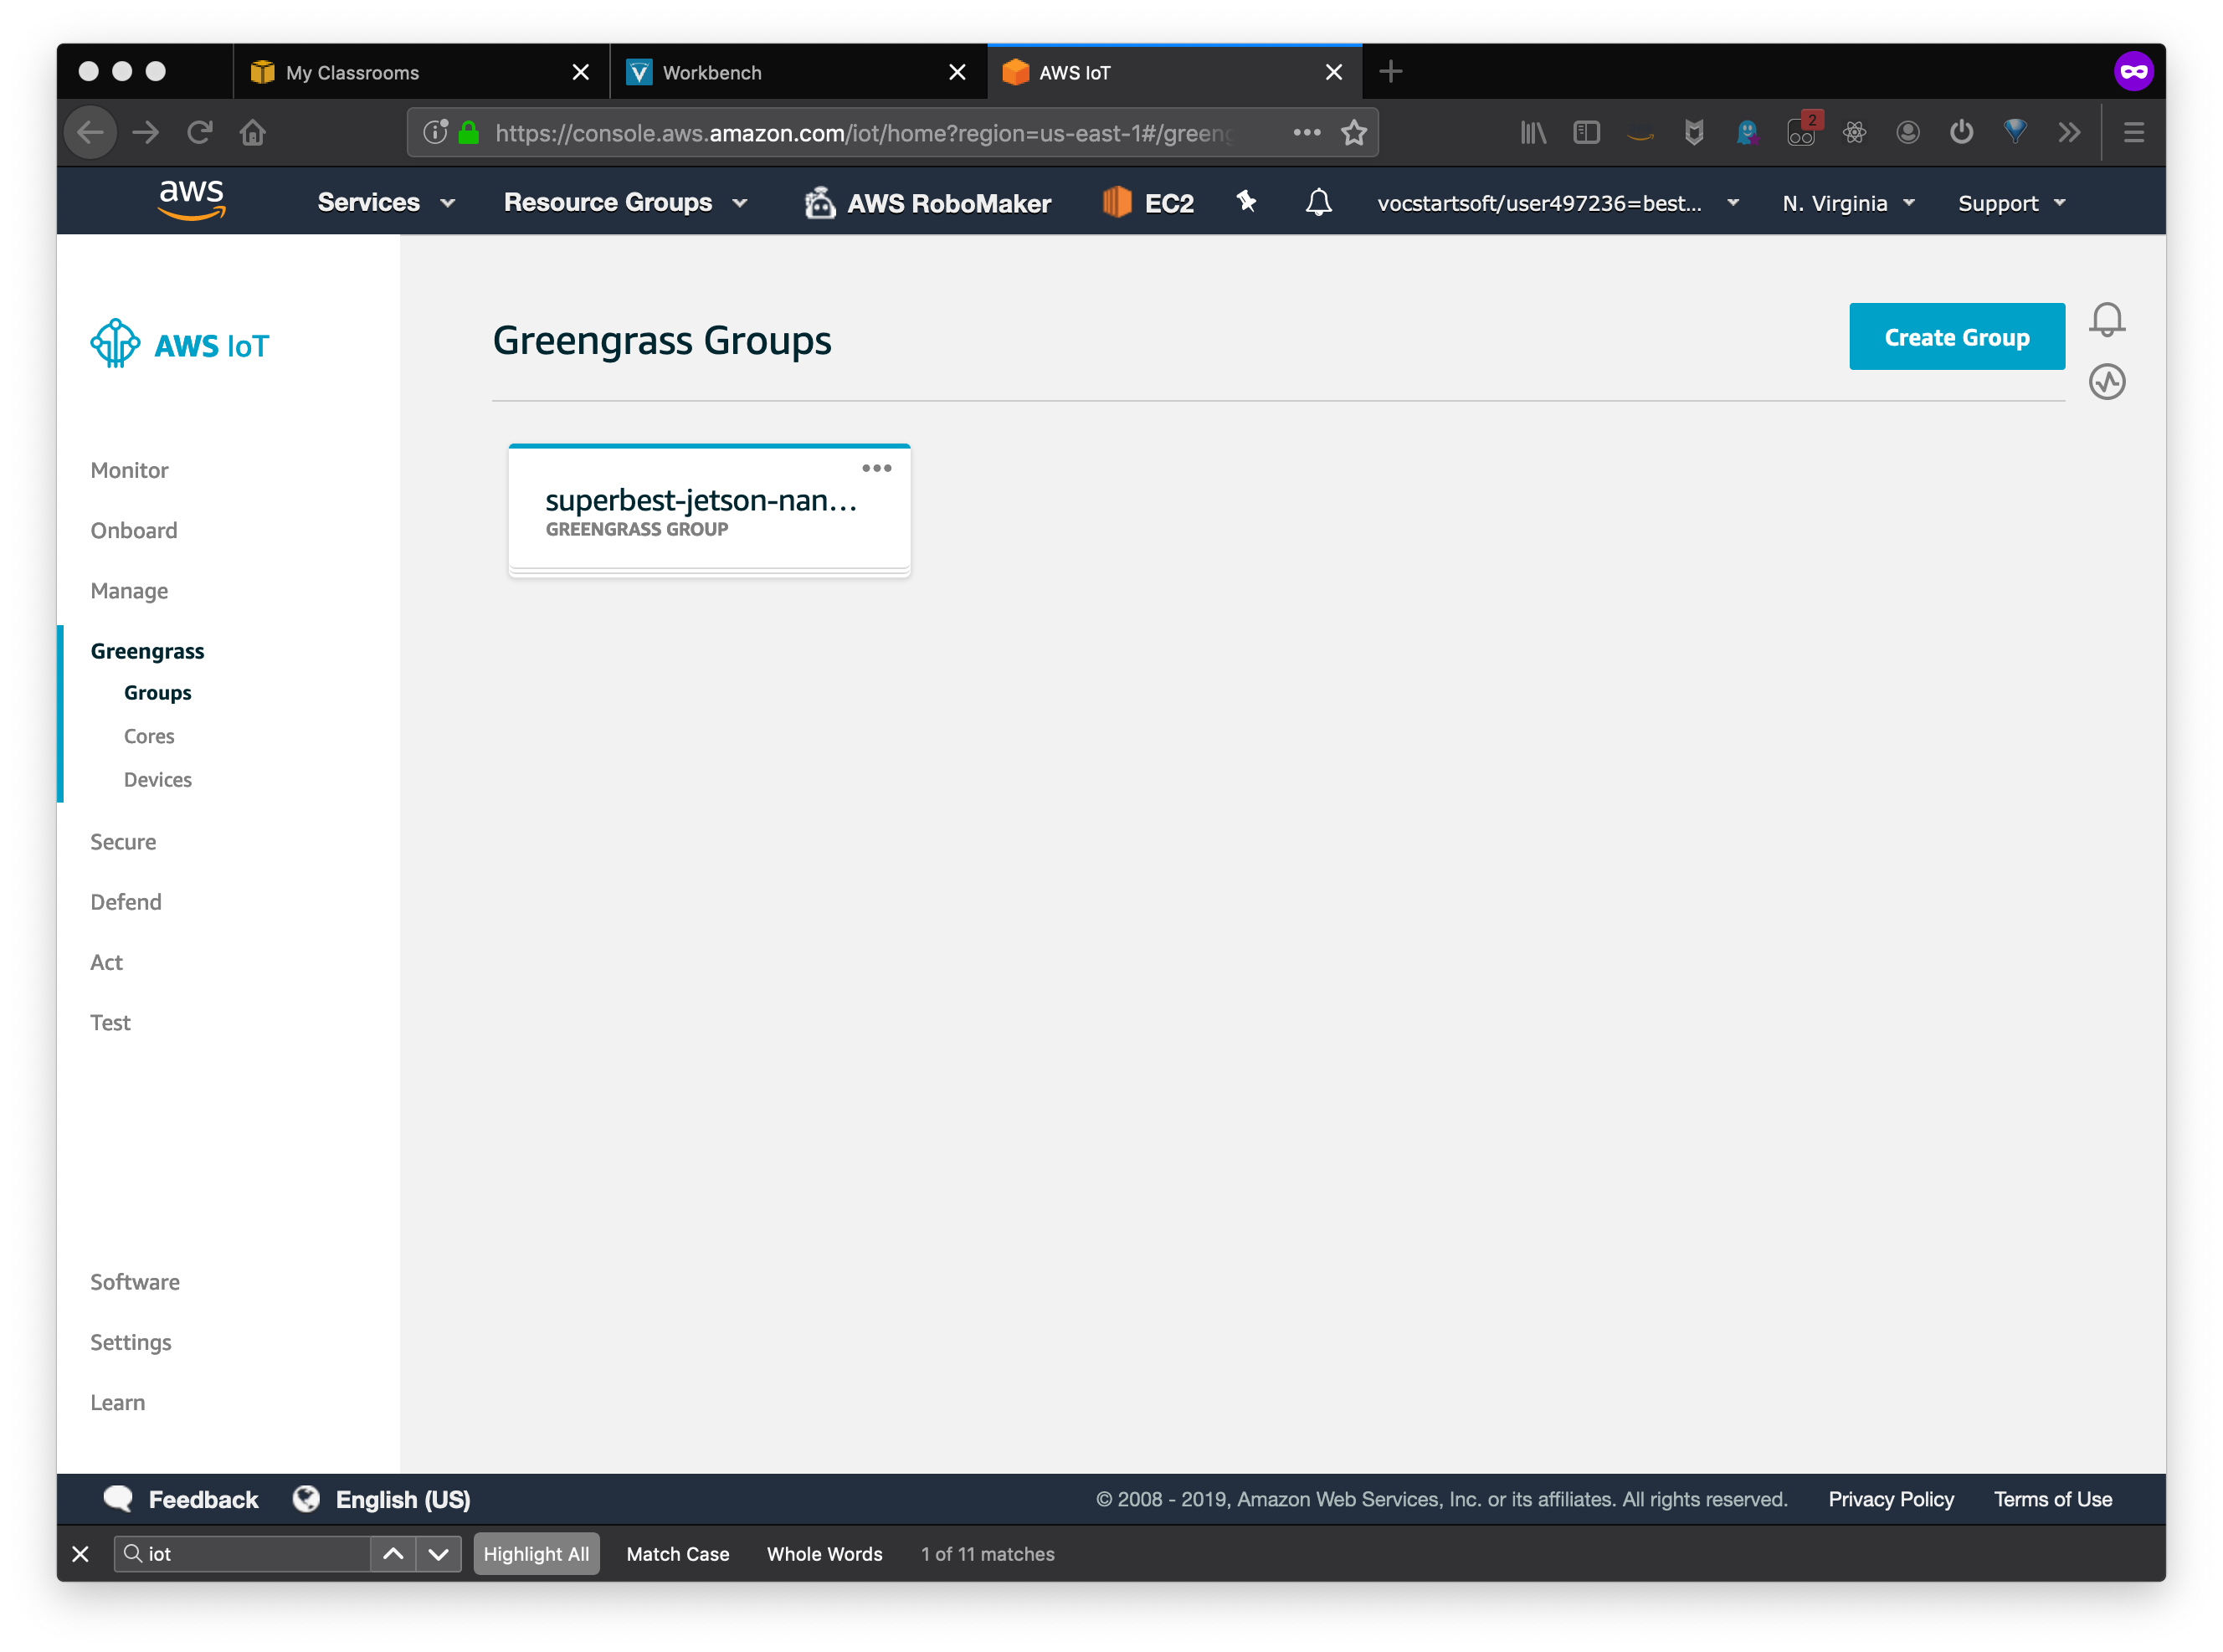 My Classrooms
Workbench
AWS IoT
https://console.aws.amazon.com/iot/home?region=us-east-1#/greeng
2
aws
Services
Resource Groups
AWS RoboMaker
EC2
vocstartsoft/user497236=best...
N. Virginia
Support
AWS IoT
Greengrass Groups
Create Group
superbest-jetson-nan...
GREENGRASS GROUP
Monitor
Onboard
Manage
Greengrass
Groups
Cores
Devices
Secure
Defend
Act
Test
Software
Settings
Learn
Feedback
English (US)
© 2008 - 2019, Amazon Web Services, Inc. or its affiliates. All rights reserved.
Privacy Policy
Terms of Use
iot
Highlight All
Match Case
Whole Words
1 of 11 matches